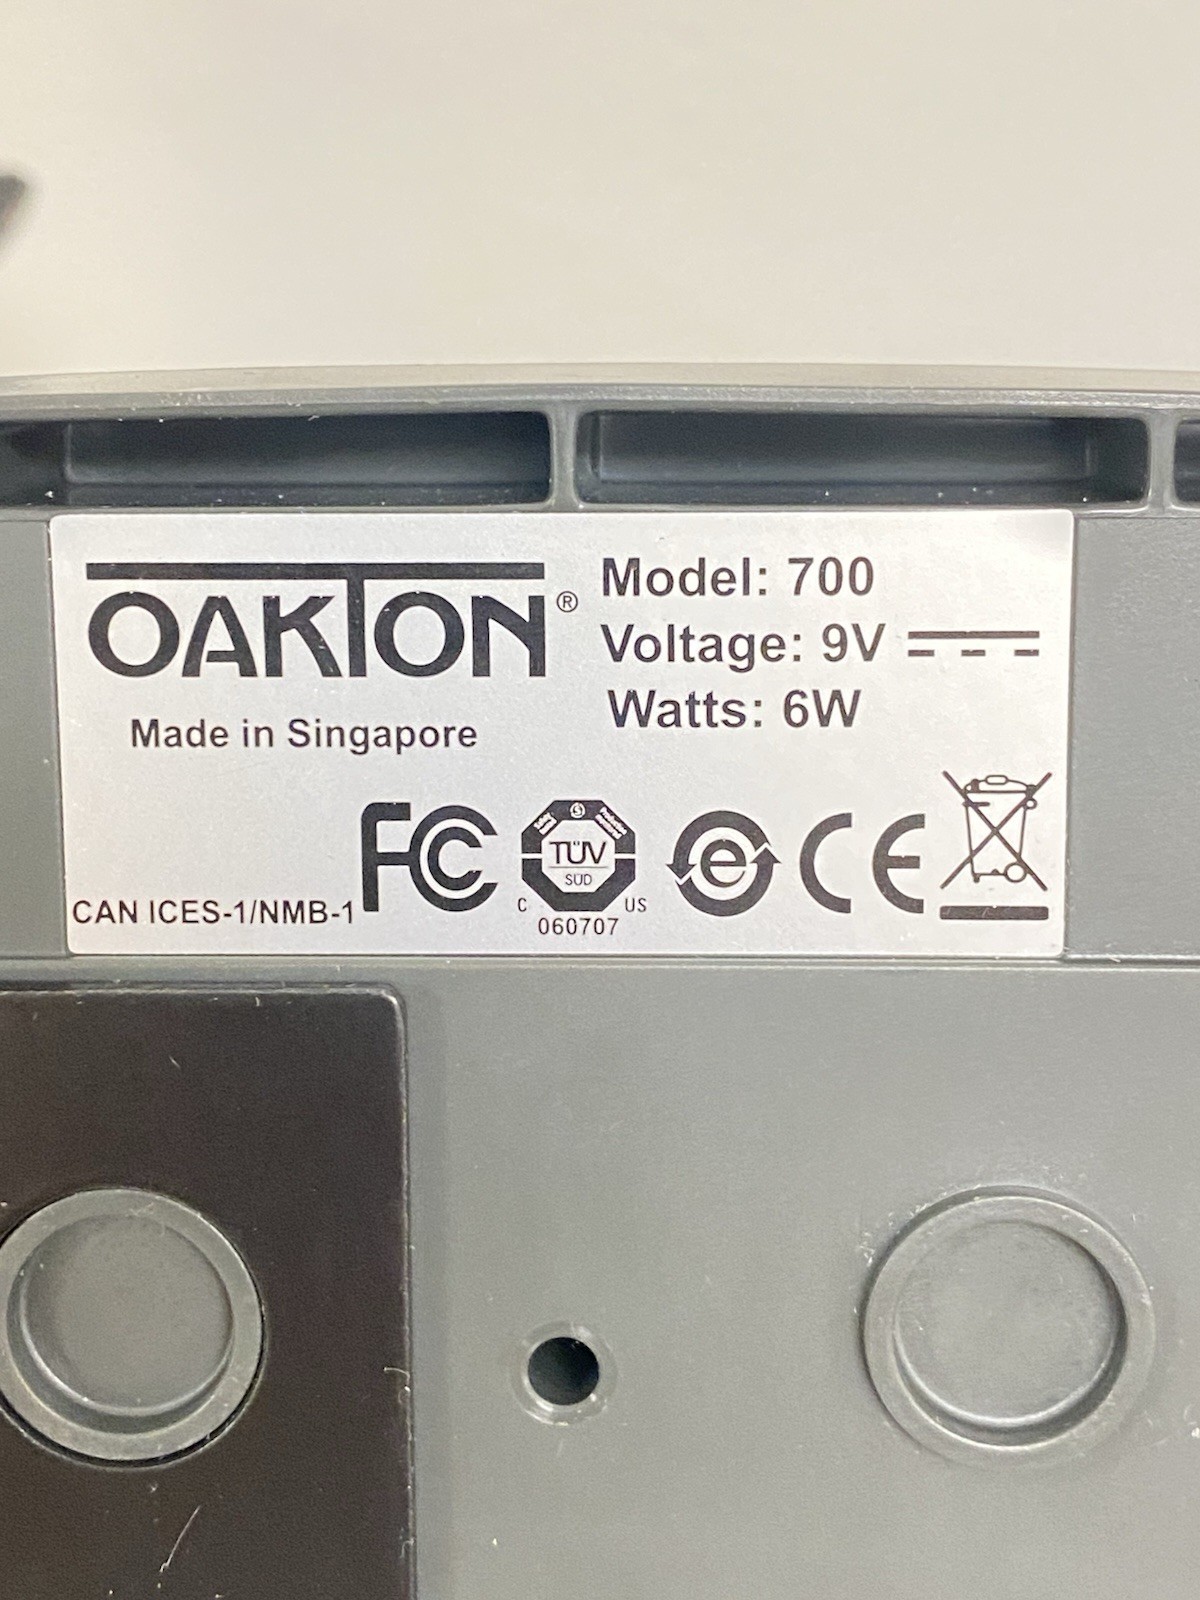 OAKTON®
Made in Singapore
Model: 700
Voltage: 9V
Watts: 6W
CAN ICES-1/NMB-1
FC
TÜV
SÜD
C US
060707
e
CE